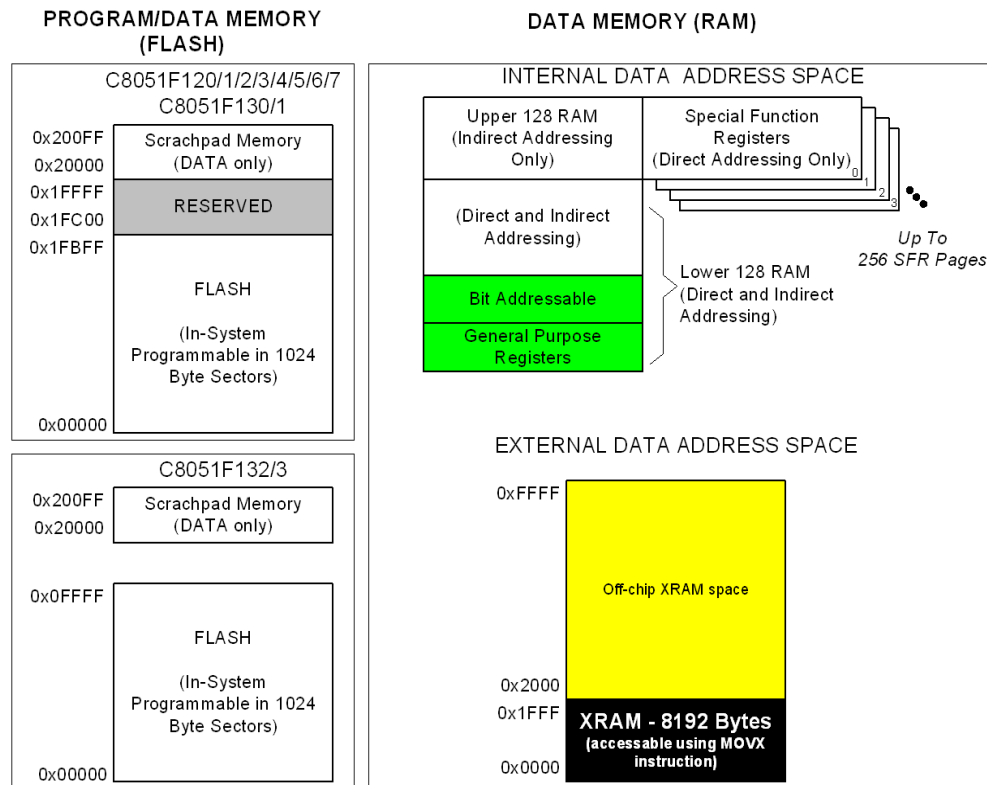 PROGRAM/DATA MEMORY
(FLASH)
C8051F120/1/2/3/4/5/6/7
C8051F130/1
0x200FF
0x20000
Scrachpad Memory
(DATA only)
0x1FFFF
0x1FC00
RESERVED
0x1FBFF
FLASH
(In-System
Programmable in 1024
Byte Sectors)
0x00000
C8051F132/3
0x200FF
0x20000
Scrachpad Memory
(DATA only)
0x0FFFF
FLASH
(In-System
Programmable in 1024
Byte Sectors)
0x00000
DATA MEMORY (RAM)
INTERNAL DATA ADDRESS SPACE
Upper 128 RAM
(Indirect Addressing
Only)
Special Function
Registers
(Direct Addressing Only)
0
1
2
3
Up To
256 SFR Pages
(Direct and Indirect
Addressing)
Lower 128 RAM
(Direct and Indirect
Addressing)
Bit Addressable
General Purpose
Registers
EXTERNAL DATA ADDRESS SPACE
0xFFFF
Off-chip XRAM space
0x2000
0x1FFF
XRAM - 8192 Bytes
(accessable using MOVX
instruction)
0x0000